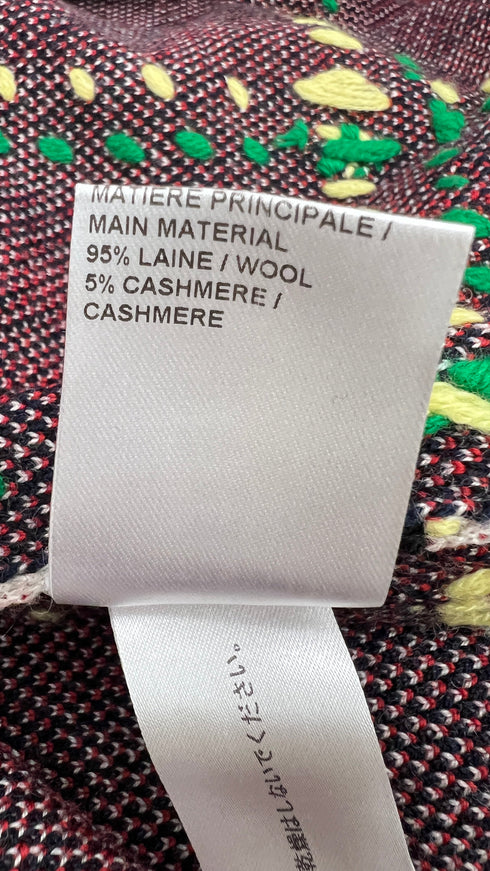 MATIERE PRINCIPALE /
MAIN MATERIAL
95% LAINE / WOOL
5% CASHMERE /
CASHMERE
乾燥はしないでください。